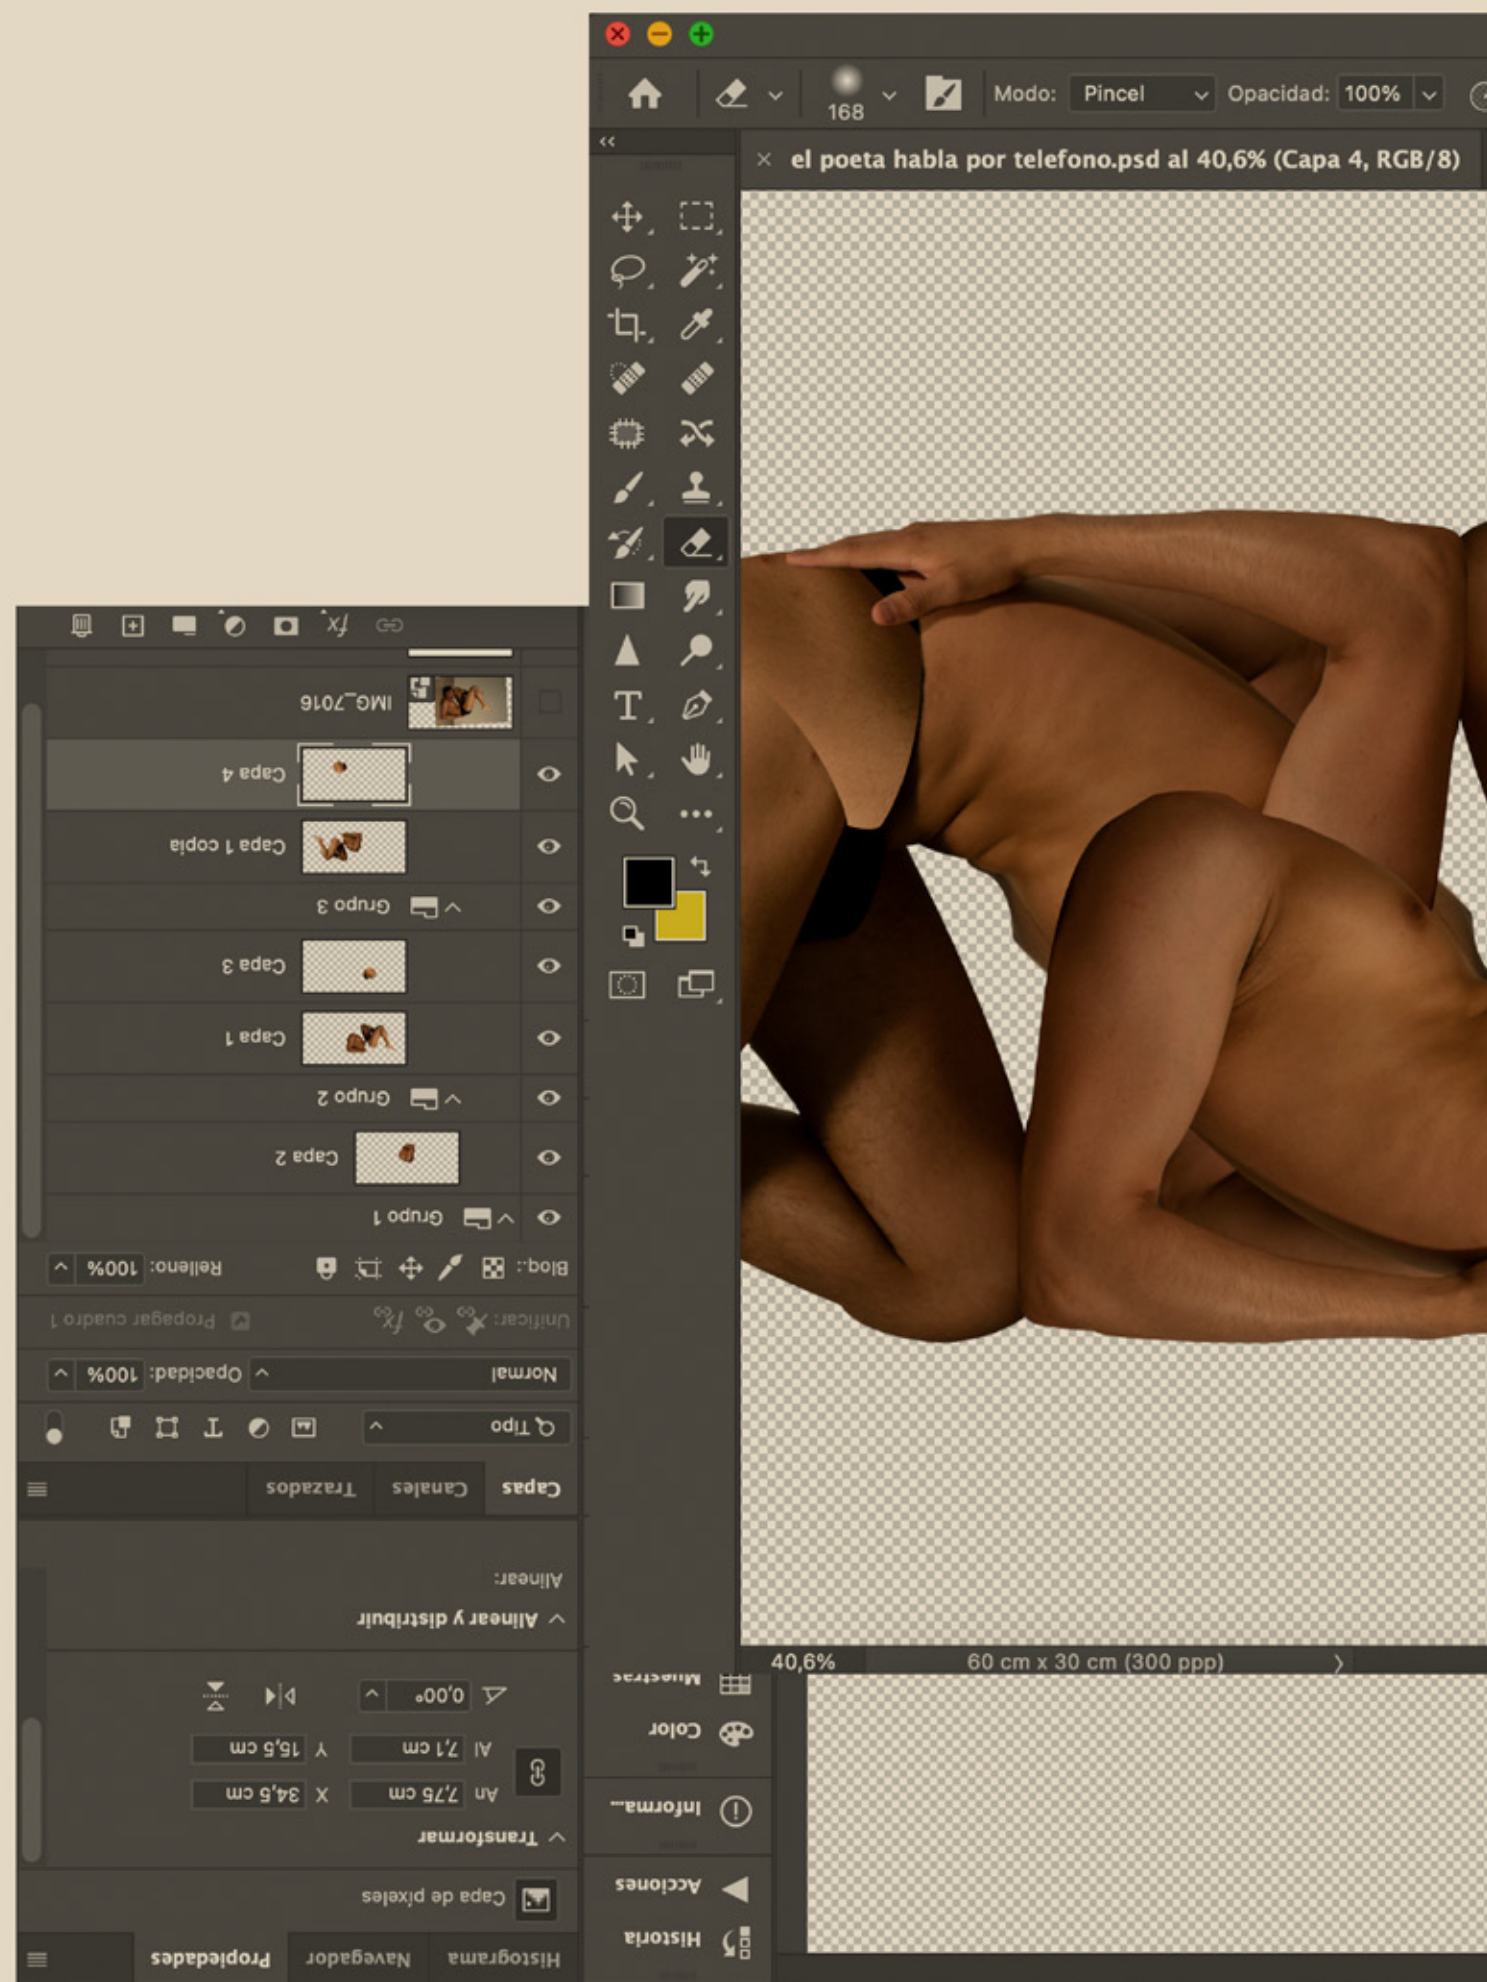 168
Modo: Pincel Opacidad: 100%
el poeta habla por telefono.psd al 40,6% (Capa 4, RGB/8)
40,6% 60 cm x 30 cm (300 ppp)
Histograma Navegador Propiedades
Capa de píxeles
Transformar
An 7,75 cm X 34,5 cm
Al 7,1 cm Y 15,5 cm
0,00°
Alinear y distribuir
Alinear:
Capas Canales Trazados
Tipo
Normal Opacidad: 100%
Unificar: Propagar cuadro 1
Bloq.: Relleno: 100%
Grupo 1
Capa 2
Grupo 2
Capa 1
Capa 3
Grupo 3
Capa 1 copia
Capa 4
IMG_7016
fx
Historia
Acciones
Informa...
Color
Muestras